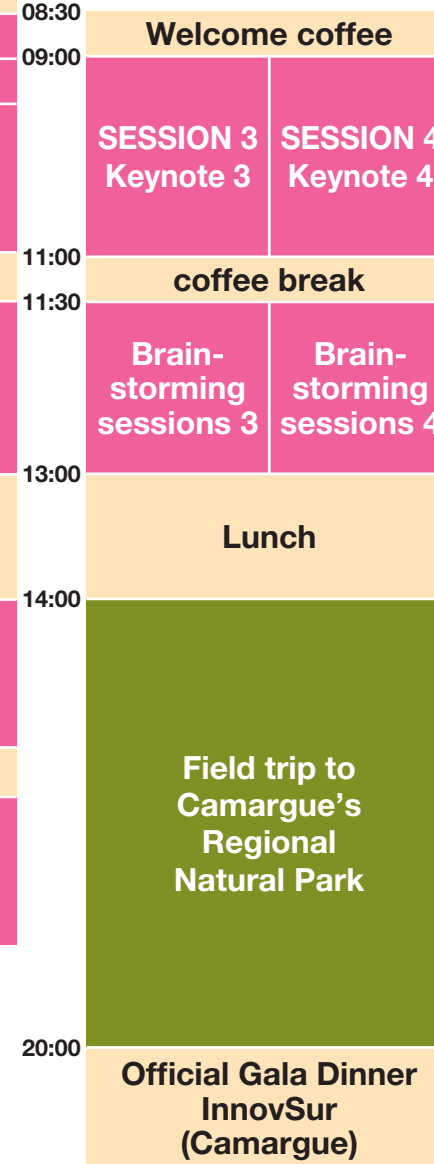 08:30
Welcome coffee
09:00
SESSION 3
Keynote 3
SESSION 4
Keynote 4
11:00
coffee break
11:30
Brain-
storming
sessions 3
Brain-
storming
sessions 4
13:00
Lunch
14:00
Field trip to
Camargue’s
Regional
Natural Park
20:00
Official Gala Dinner
InnovSur
(Camargue)